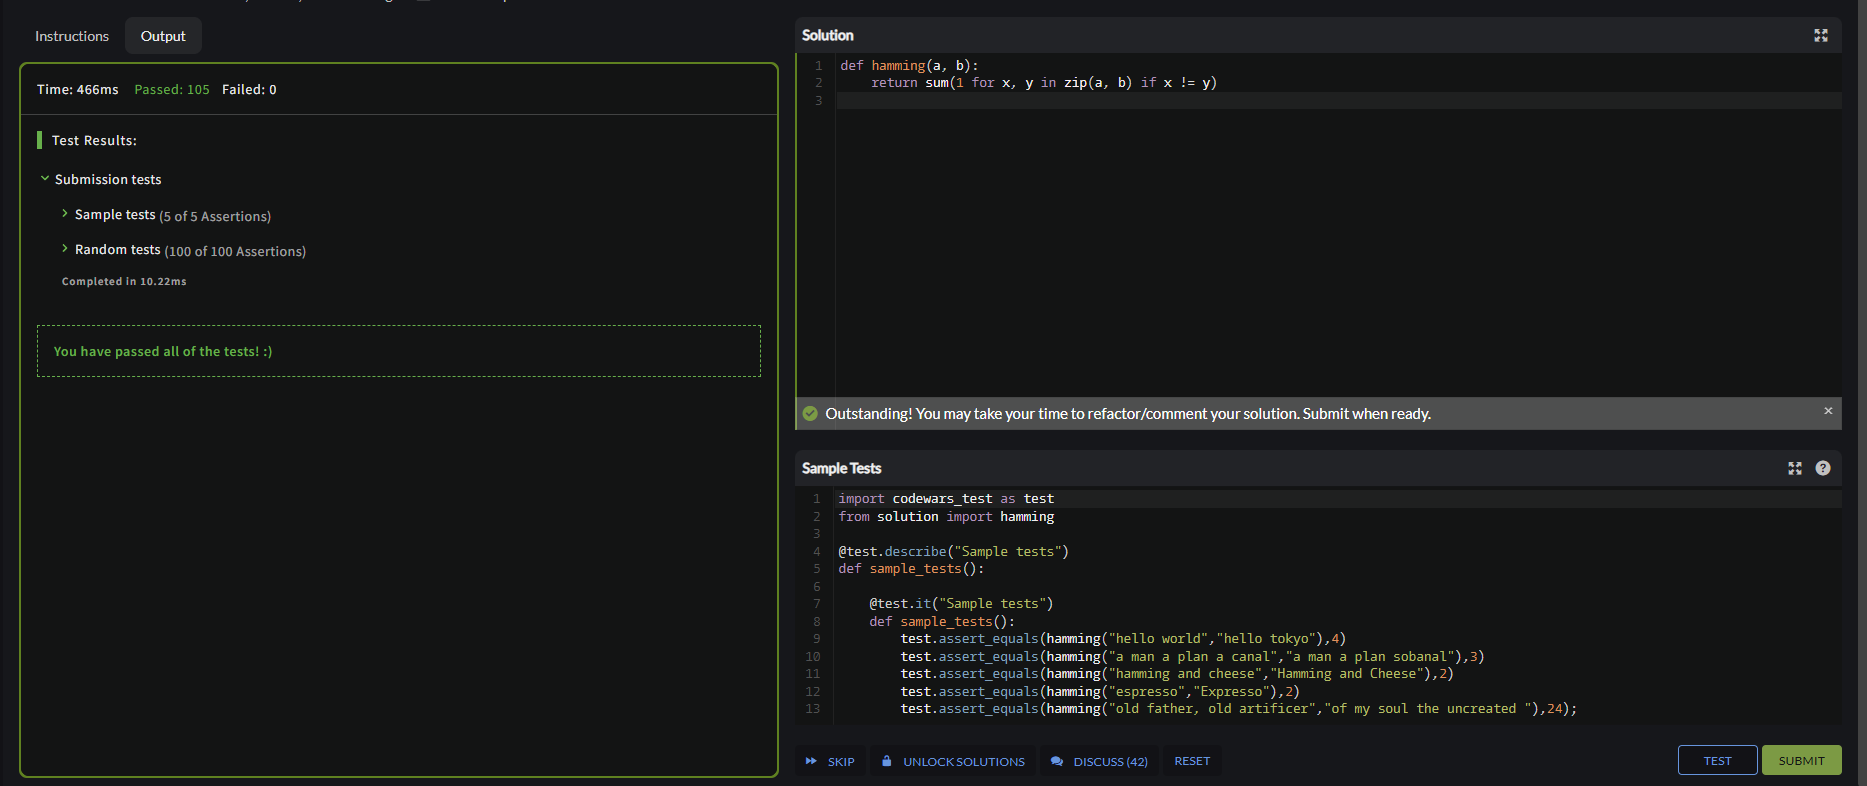 Instructions
Output
Time: 466ms Passed: 105 Failed: 0
Test Results:
Submission tests
Sample tests (5 of 5 Assertions)
Random tests (100 of 100 Assertions)
Completed in 10.22ms
You have passed all of the tests! :)
Solution
1 def hamming(a, b):
2     return sum(1 for x, y in zip(a, b) if x != y)
3
Outstanding! You may take your time to refactor/comment your solution. Submit when ready.
×
Sample Tests
?
1 import codewars_test as test
2 from solution import hamming
3
4 @test.describe("Sample tests")
5 def sample_tests():
6
7     @test.it("Sample tests")
8     def sample_tests():
9         test.assert_equals(hamming("hello world","hello tokyo"),4)
10         test.assert_equals(hamming("a man a plan a canal","a man a plan sobanal"),3)
11         test.assert_equals(hamming("hamming and cheese","Hamming and Cheese"),2)
12         test.assert_equals(hamming("espresso","Expresso"),2)
13         test.assert_equals(hamming("old father, old artificer","of my soul the uncreated "),24);
SKIP
UNLOCK SOLUTIONS
DISCUSS (42)
RESET
TEST
SUBMIT